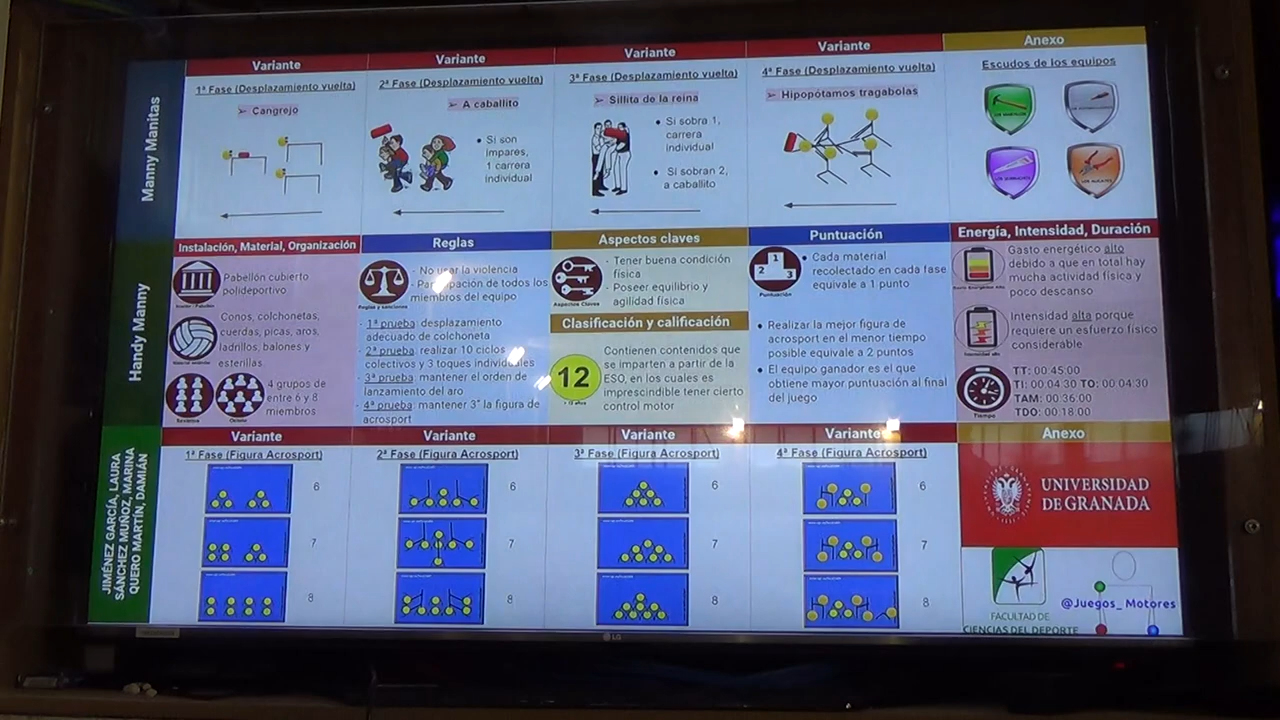 Manny Manitas
Variante
1ª Fase (Desplazamiento vuelta)
➢ Cangrejo
Variante
2ª Fase (Desplazamiento vuelta)
➢ A caballito
• Si son
impares,
1 carrera
individual
Variante
3ª Fase (Desplazamiento vuelta)
➢ Sillita de la reina
• Si sobra 1,
carrera
individual
• Si sobran 2,
a caballito
Variante
4ª Fase (Desplazamiento vuelta)
➢ Hipopótamos tragabolas
Anexo
Escudos de los equipos
Handy Manny
Instalación, Material, Organización
Pabellón cubierto
polideportivo
Conos, colchonetas,
cuerdas, picas, aros,
ladrillos, balones y
esterillas
4 grupos de
entre 6 y 8
miembros
Reglas
- No usar la violencia
- Participación de todos los
miembros del equipo
- 1ª prueba: desplazamiento
adecuado de colchoneta
- 2ª prueba: realizar 10 ciclos
colectivos y 3 toques individuales
- 3ª prueba: mantener el orden de
lanzamiento del aro
- 4ª prueba: mantener 3" la figura de
acrosport
Aspectos claves
Aspectos Claves
- Tener buena condición
física
- Poseer equilibrio y
agilidad física
Clasificación y calificación
12
Contienen contenidos que
se imparten a partir de la
ESO, en los cuales es
imprescindible tener cierto
control motor
Puntuación
1
2
3
Puntuación
• Cada material
recolectado en cada fase
equivale a 1 punto
• Realizar la mejor figura de
acrosport en el menor tiempo
posible equivale a 2 puntos
• El equipo ganador es el que
obtiene mayor puntuación al final
del juego
Energía, Intensidad, Duración
Gasto energético alto
debido a que en total hay
mucha actividad física y
poco descanso
Intensidad alta porque
requiere un esfuerzo físico
considerable
Tiempo
TT: 00:45:00
TI: 00:04:30 TO: 00:04:30
TAM: 00:36:00
TDO: 00:18:00
JIMÉNEZ GARCÍA, LAURA
SÁNCHEZ MUÑOZ, MARINA
QUERO MARTÍN, DAMIÁN
Variante
1ª Fase (Figura Acrosport)
6
7
8
Variante
2ª Fase (Figura Acrosport)
6
7
8
Variante
3ª Fase (Figura Acrosport)
6
7
8
Variante
4ª Fase (Figura Acrosport)
6
7
8
Anexo
UNIVERSIDAD
DE GRANADA
FACULTAD DE
CIENCIAS DEL DEPORTE
@Juegos_Motores
LG